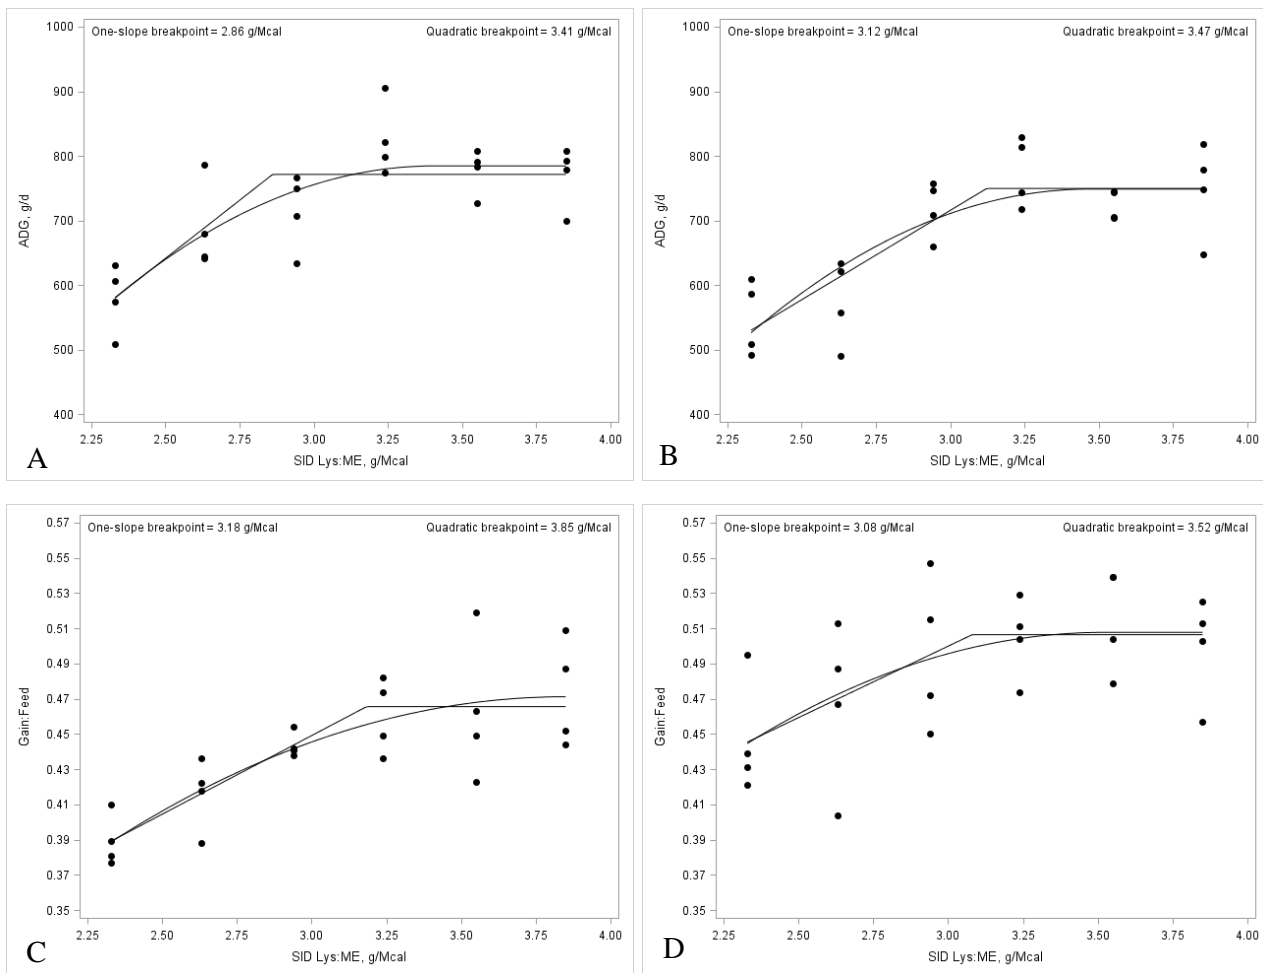 One-slope breakpoint = 2.86 g/Mcal Quadratic breakpoint = 3.41 g/Mcal
1000
900
800
700
600
500
400
ADG, g/d
2.25 2.50 2.75 3.00 3.25 3.50 3.75 4.00
SID Lys:ME, g/Mcal
A
One-slope breakpoint = 3.12 g/Mcal Quadratic breakpoint = 3.47 g/Mcal
1000
900
800
700
600
500
400
ADG, g/d
2.25 2.50 2.75 3.00 3.25 3.50 3.75 4.00
SID Lys:ME, g/Mcal
B
One-slope breakpoint = 3.18 g/Mcal Quadratic breakpoint = 3.85 g/Mcal
0.57
0.55
0.53
0.51
0.49
0.47
0.45
0.43
0.41
0.39
0.37
0.35
Gain:Feed
2.25 2.50 2.75 3.00 3.25 3.50 3.75 4.00
SID Lys:ME, g/Mcal
C
One-slope breakpoint = 3.08 g/Mcal Quadratic breakpoint = 3.52 g/Mcal
0.57
0.55
0.53
0.51
0.49
0.47
0.45
0.43
0.41
0.39
0.37
0.35
Gain:Feed
2.25 2.50 2.75 3.00 3.25 3.50 3.75 4.00
SID Lys:ME, g/Mcal
D